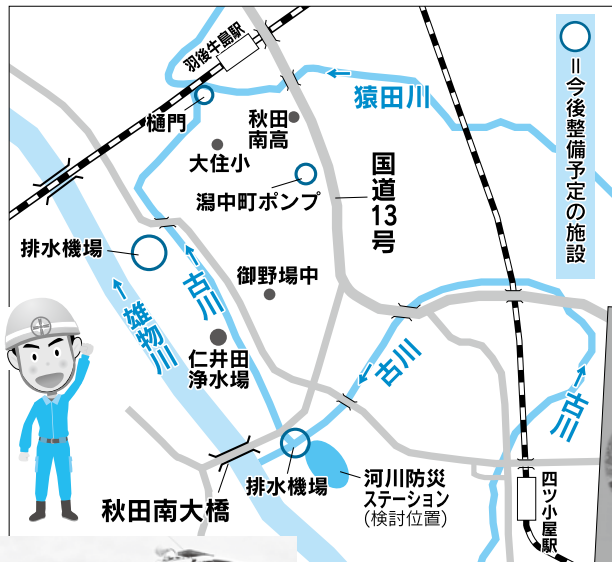 羽後牛島駅
猿田川
樋門
秋田
南高
大住小
潟中町ポンプ
国道13号
＝今後整備予定の施設
排水機場
古川
御野場中
雄物川
仁井田
浄水場
古川
古川
排水機場
河川防災
ステーション
(検討位置)
秋田南大橋
四ツ小屋駅